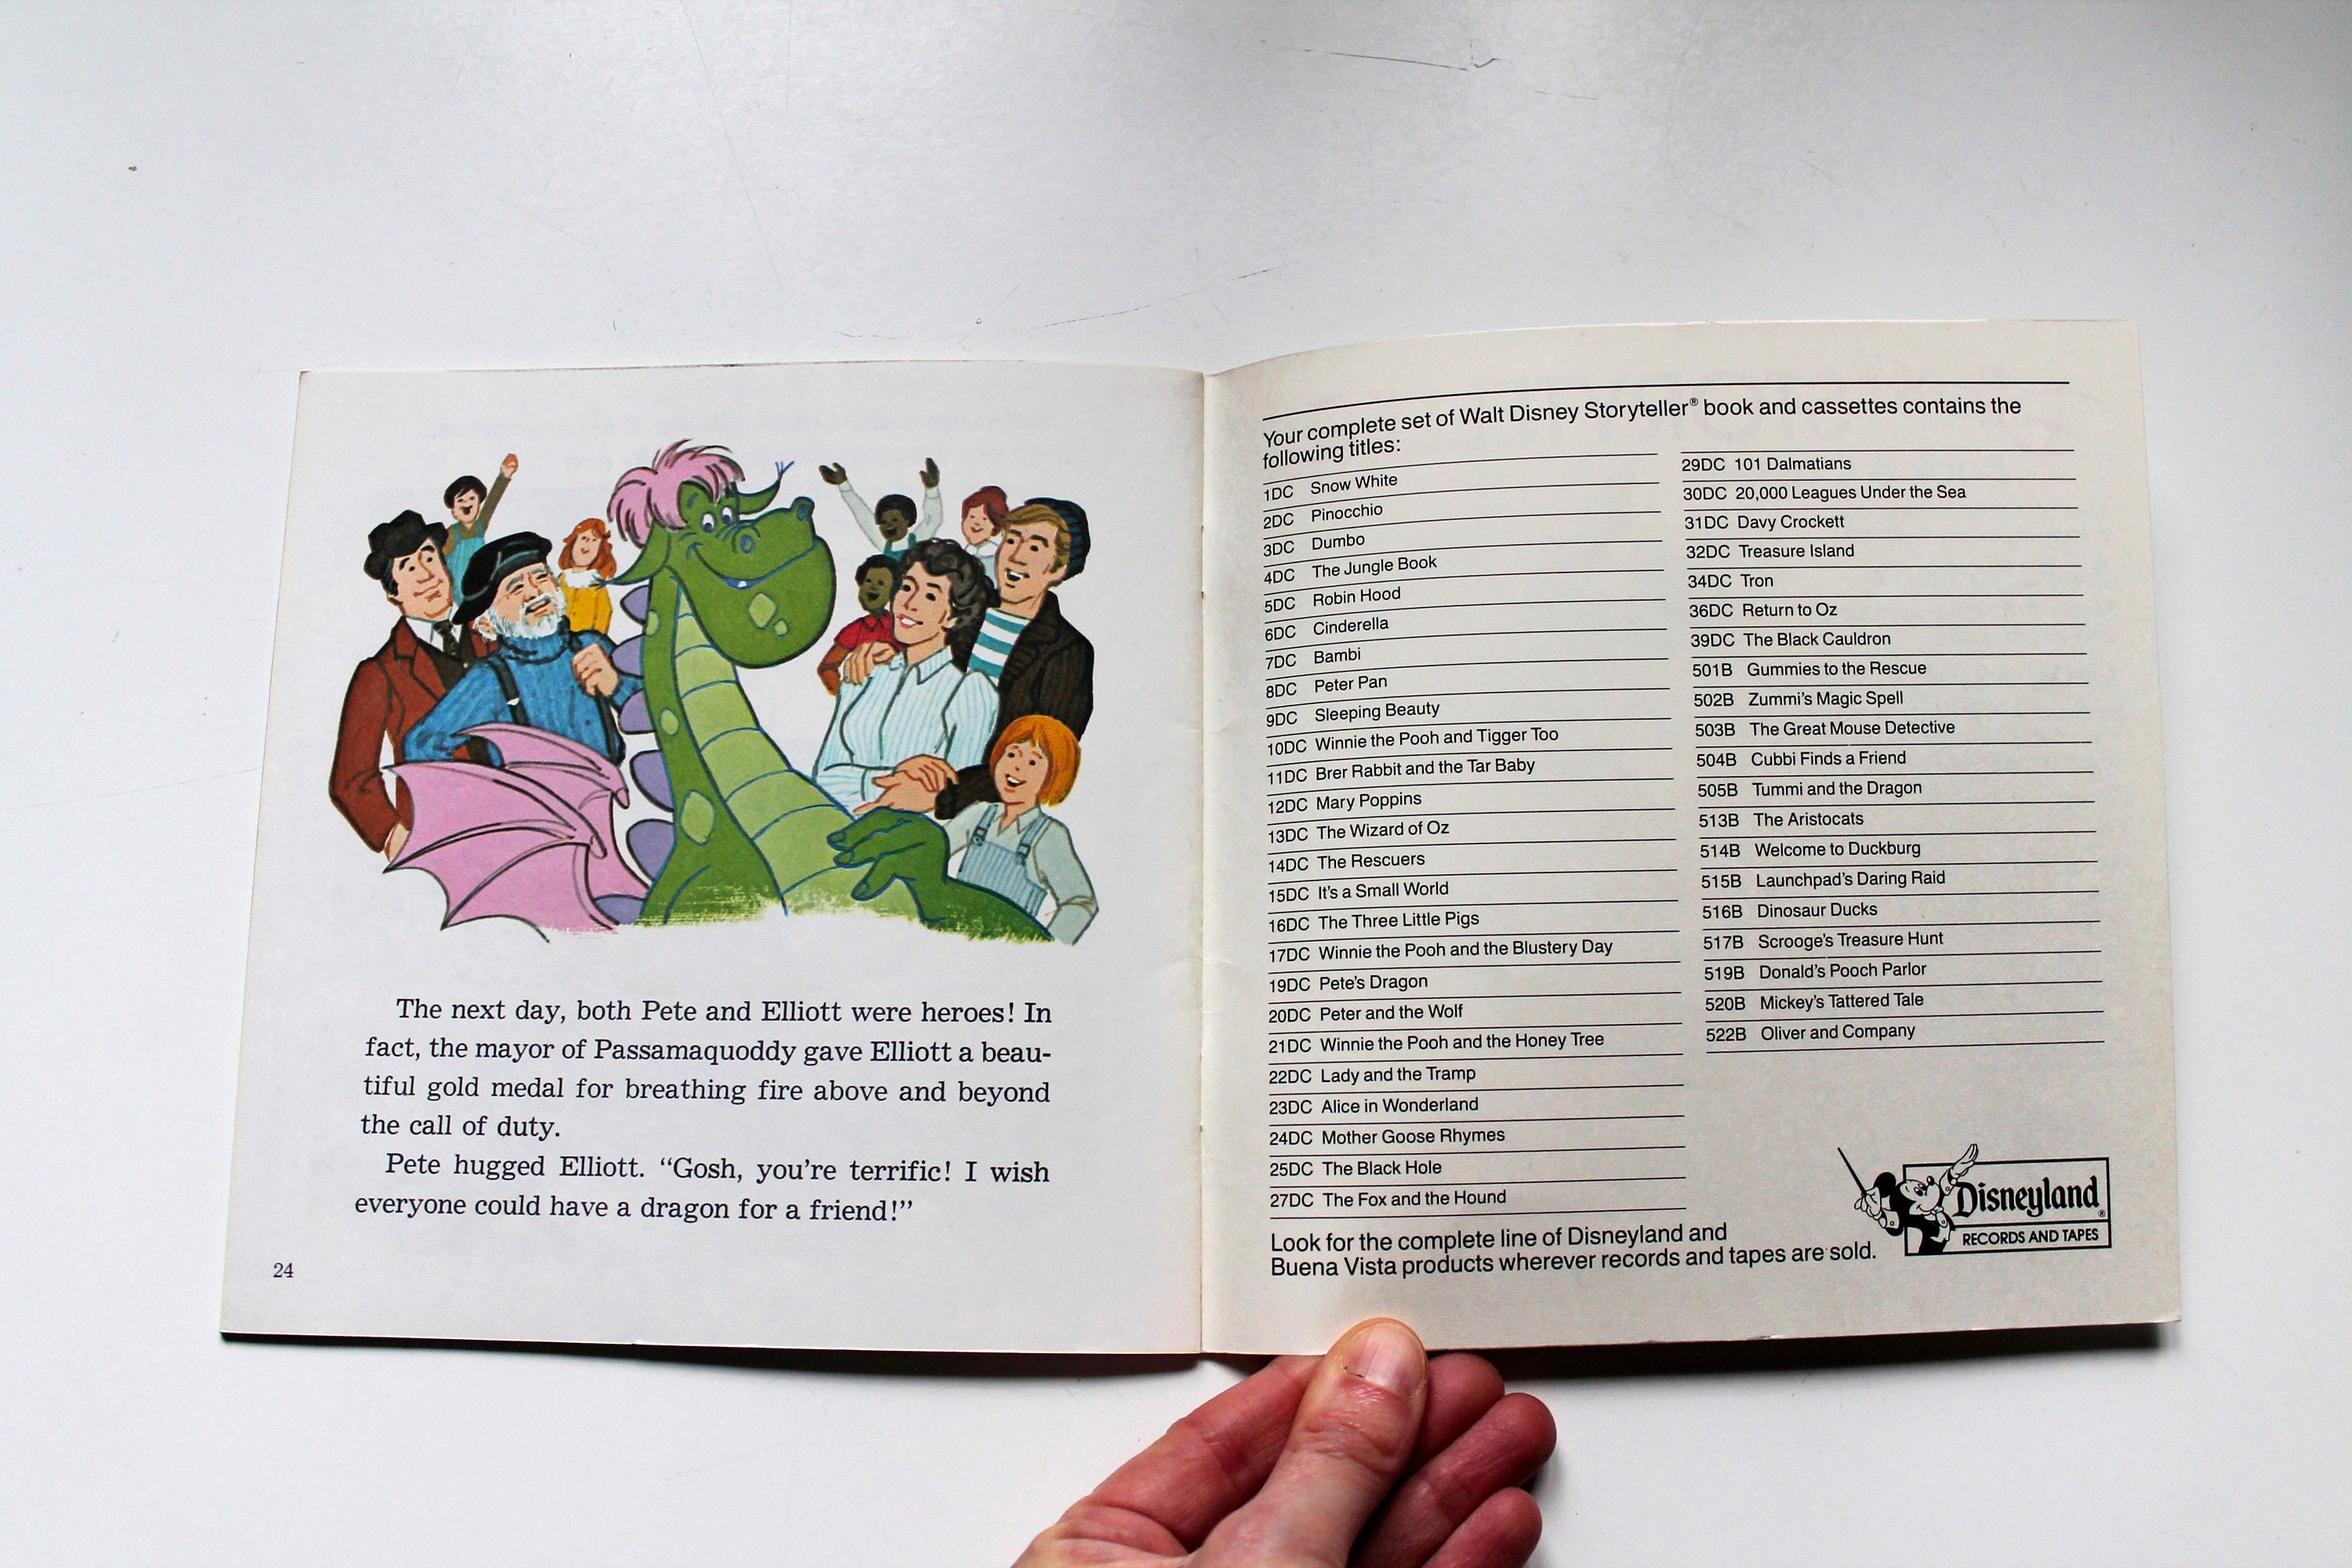 The next day, both Pete and Elliott were heroes! In
fact, the mayor of Passamaquoddy gave Elliott a beau-
tiful gold medal for breathing fire above and beyond
the call of duty.
Pete hugged Elliott. “Gosh, you're terrific! I wish
everyone could have a dragon for a friend!”
24
Your complete set of Walt Disney Storyteller® book and cassettes contains the
following titles:
1DC Snow White
2DC Pinocchio
3DC Dumbo
4DC The Jungle Book
5DC Robin Hood
6DC Cinderella
7DC Bambi
8DC Peter Pan
9DC Sleeping Beauty
10DC Winnie the Pooh and Tigger Too
11DC Brer Rabbit and the Tar Baby
12DC Mary Poppins
13DC The Wizard of Oz
14DC The Rescuers
15DC It's a Small World
16DC The Three Little Pigs
17DC Winnie the Pooh and the Blustery Day
19DC Pete's Dragon
20DC Peter and the Wolf
21DC Winnie the Pooh and the Honey Tree
22DC Lady and the Tramp
23DC Alice in Wonderland
24DC Mother Goose Rhymes
25DC The Black Hole
27DC The Fox and the Hound
29DC 101 Dalmatians
30DC 20,000 Leagues Under the Sea
31DC Davy Crockett
32DC Treasure Island
34DC Tron
36DC Return to Oz
39DC The Black Cauldron
501B Gummies to the Rescue
502B Zummi's Magic Spell
503B The Great Mouse Detective
504B Cubbi Finds a Friend
505B Tummi and the Dragon
513B The Aristocats
514B Welcome to Duckburg
515B Launchpad's Daring Raid
516B Dinosaur Ducks
517B Scrooge's Treasure Hunt
519B Donald's Pooch Parlor
520B Mickey's Tattered Tale
522B Oliver and Company
Look for the complete line of Disneyland and
Buena Vista products wherever records and tapes are sold.
Disneyland®
RECORDS AND TAPES